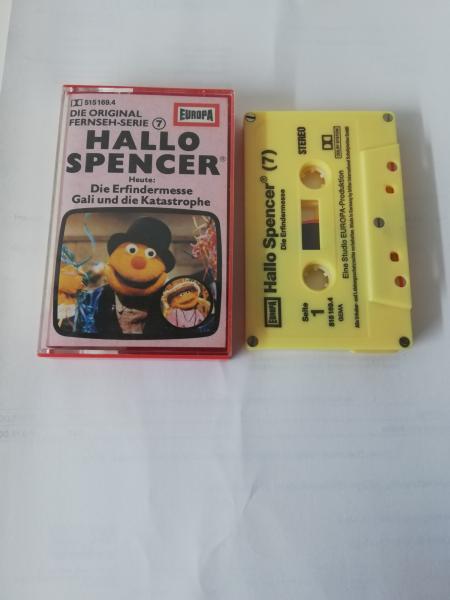 515 169.4
DIE ORIGINAL
FERNSEH-SERIE 7
EUROPA
HALLO
SPENCER®
Heute:
Die Erfindermesse
Gali und die Katastrophe
EUROPA
Hallo Spencer® (7)
Die Erfindermesse
STEREO
Seite
1
515 169.4
GEMA
Eine Studio EUROPA-Produktion